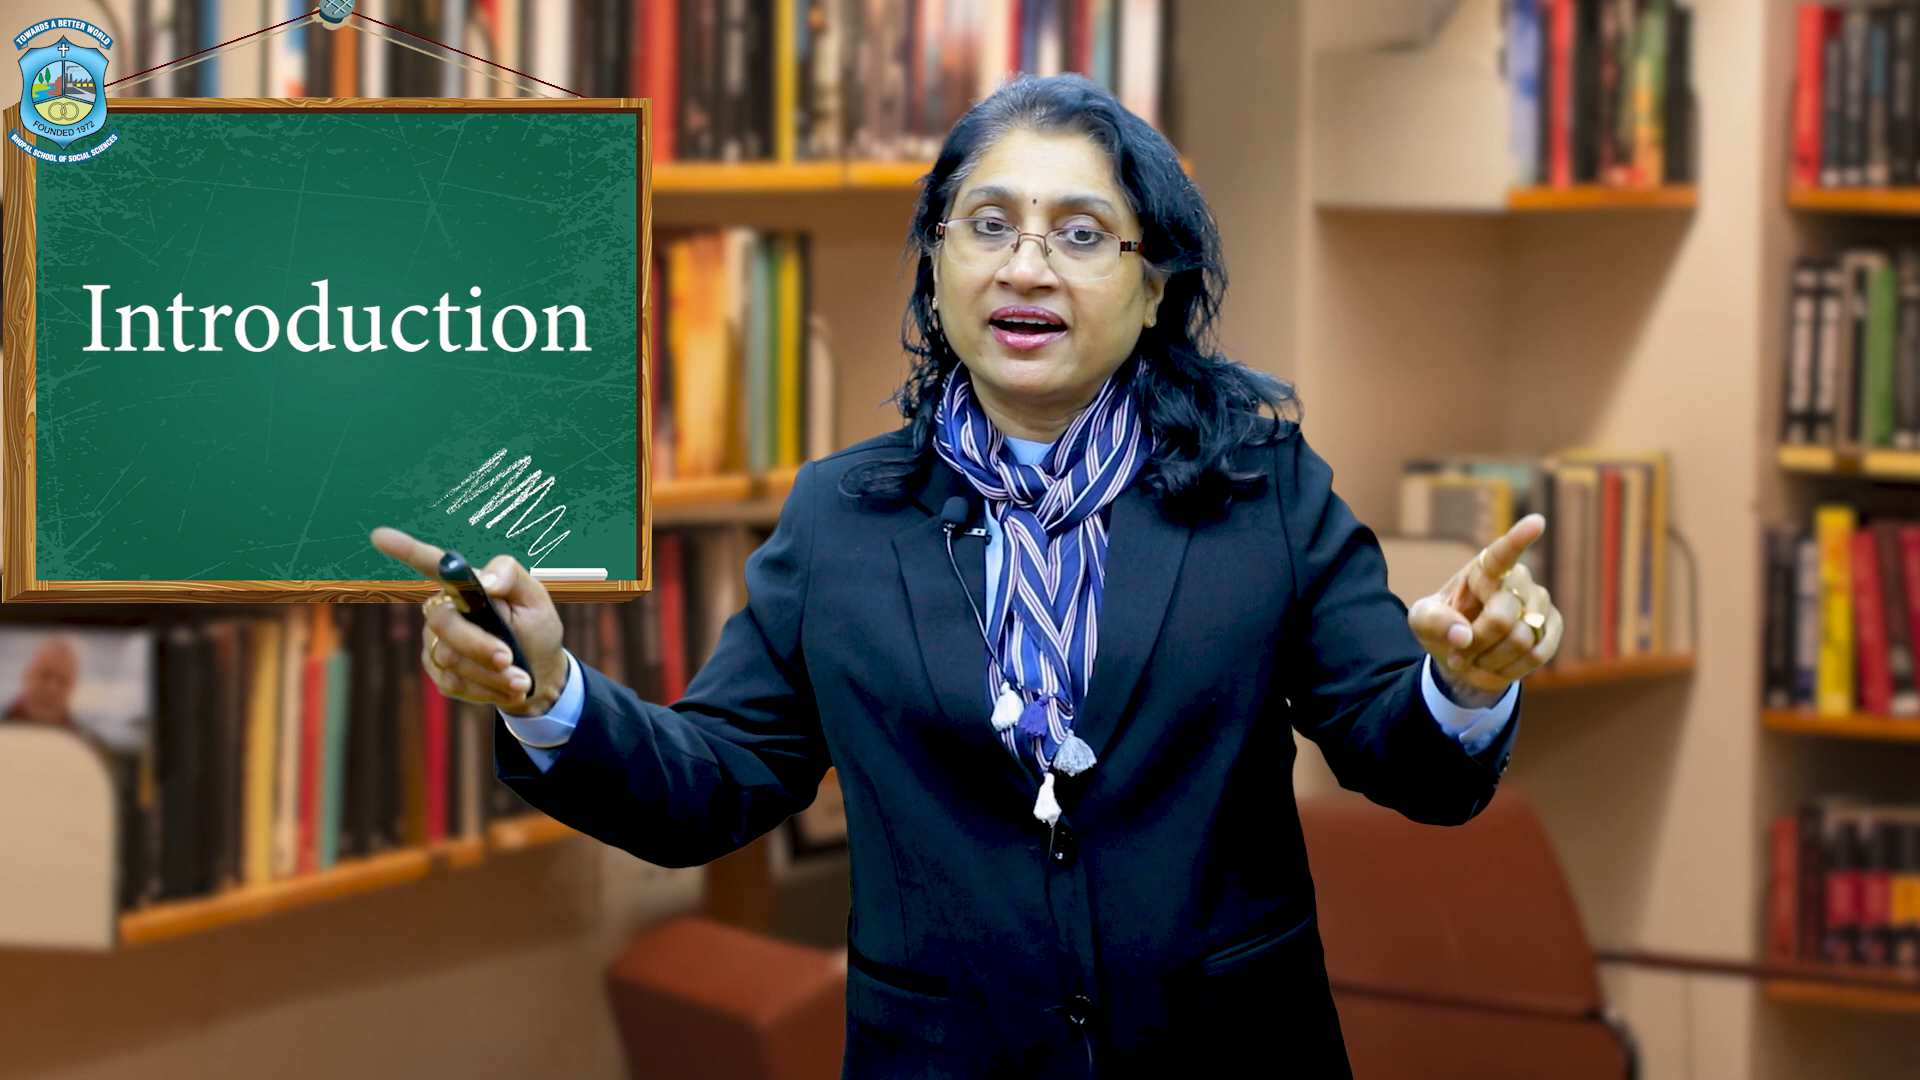 TOWARDS A BETTER WORLD
FOUNDED 1972
BHOPAL SCHOOL OF SOCIAL SCIENCES
Introduction